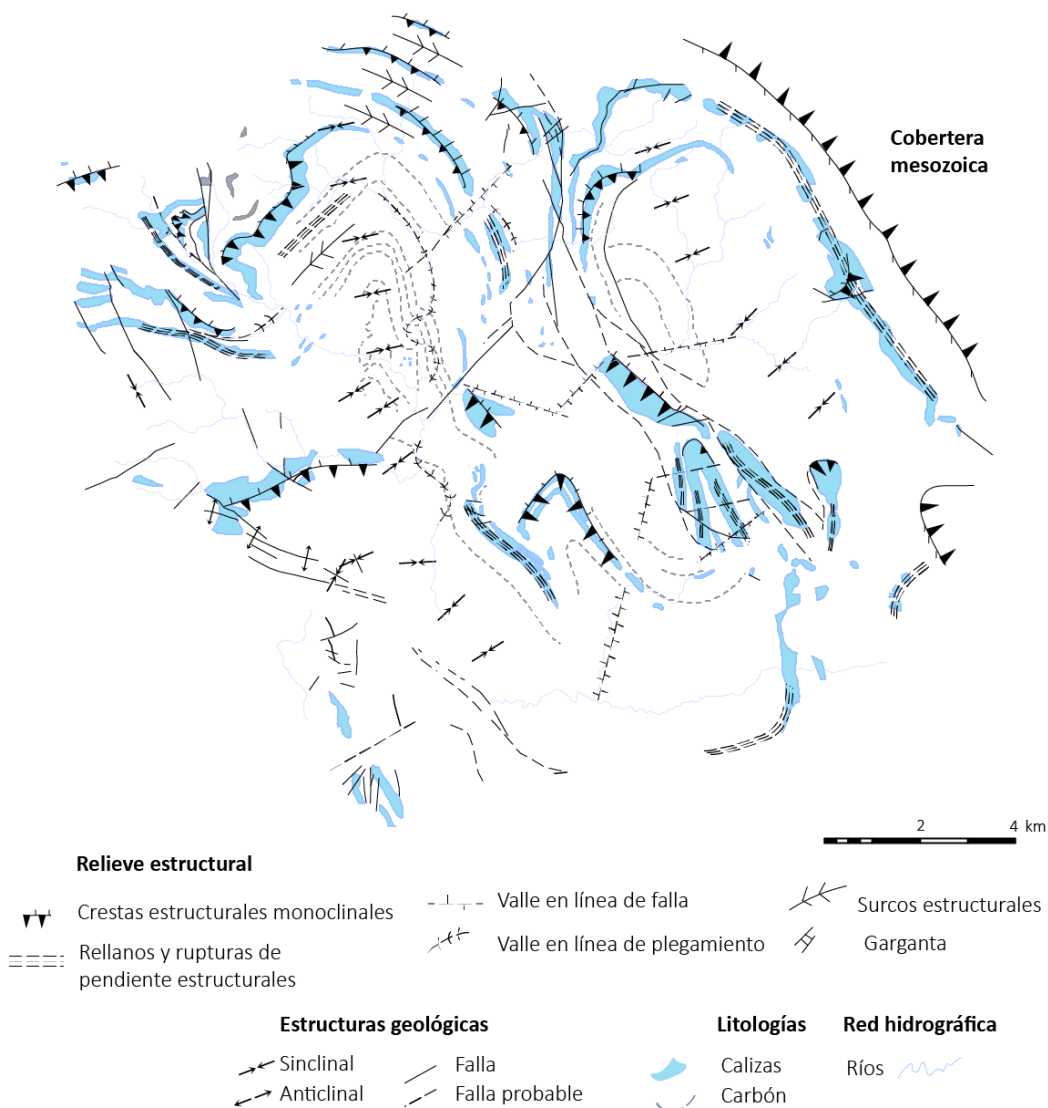 Cobertera
mesozoica
2 4 km
Relieve estructural
Crestas estructurales monoclinales
Rellanos y rupturas de
pendiente estructurales
Valle en línea de falla
Valle en línea de plegamiento
Surcos estructurales
Garganta
Estructuras geológicas
Sinclinal
Anticlinal
Falla
Falla probable
Litologías
Calizas
Carbón
Red hidrográfica
Ríos